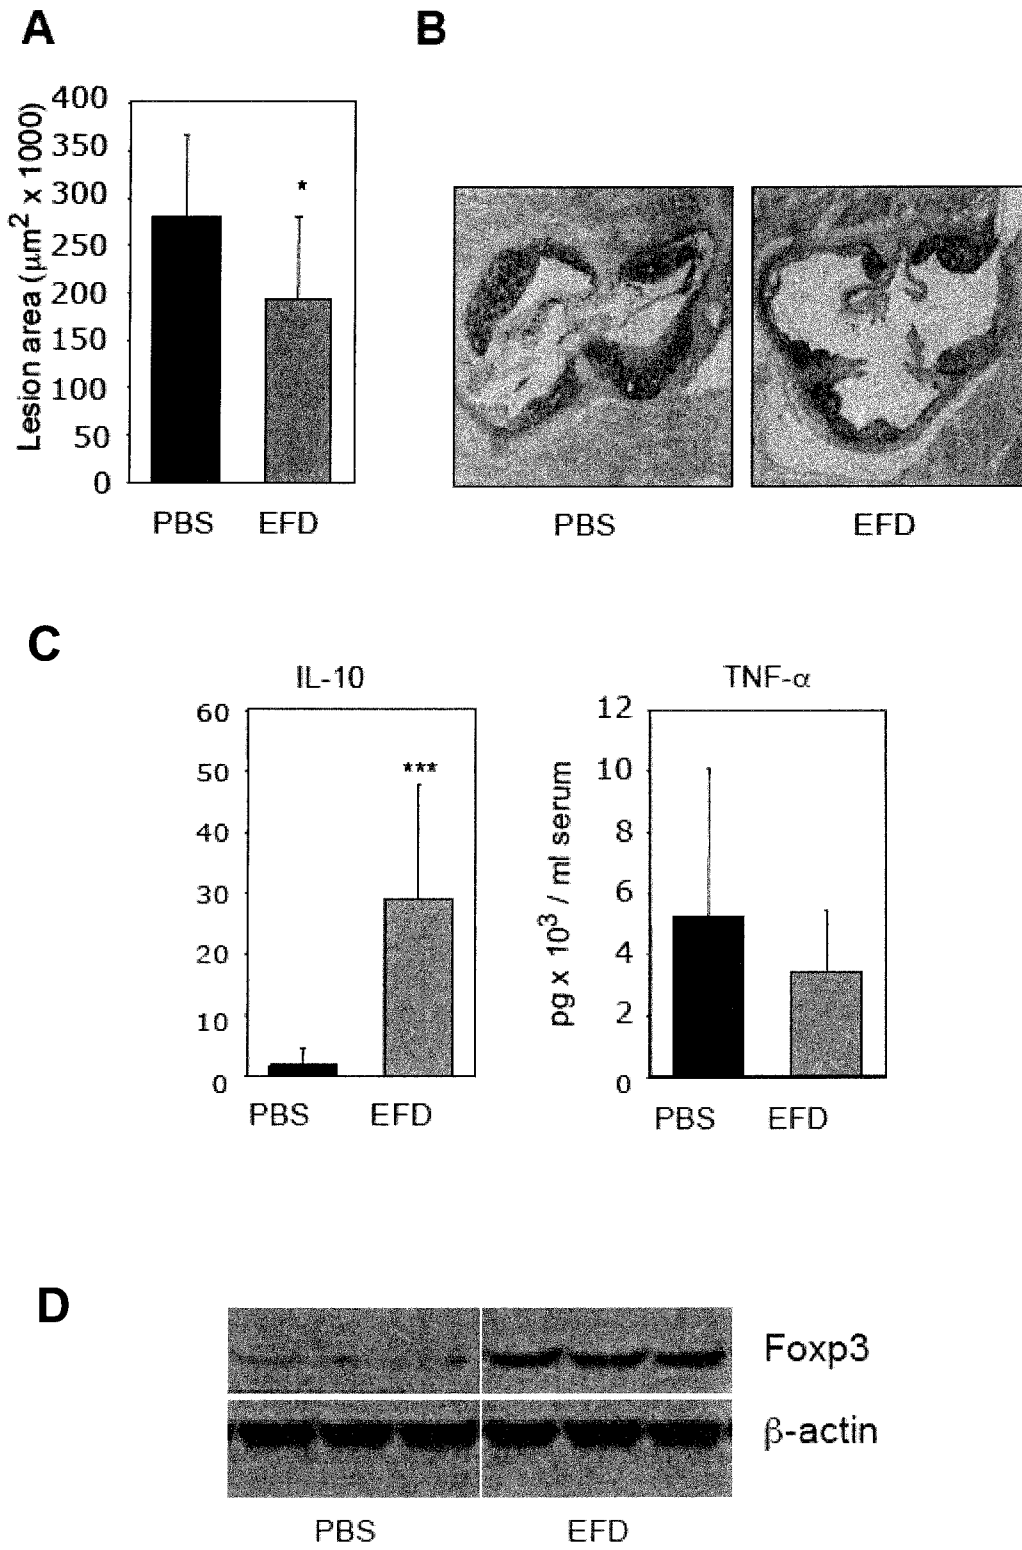 A
B
Lesion area (μm² x 1000)
400
350
300
250
200
150
100
50
0
*
PBS EFD
PBS EFD
C
IL-10
60
50
40
30
20
10
0
***
PBS EFD
TNF-α
pg x 10³ / ml serum
12
10
8
6
4
2
0
PBS EFD
D
Foxp3
β-actin
PBS EFD